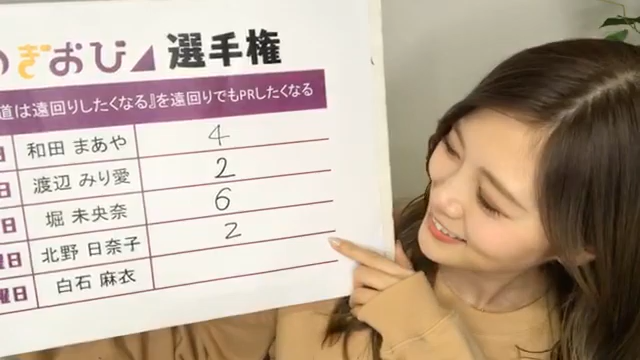 のぎおび 選手権
道は遠回りしたくなる』を遠回りでもPRしたくなる
日 和田 まあや 4
日 渡辺 みり愛 2
日 堀 未央奈 6
曜日 北野 日奈子 2
曜日 白石 麻衣